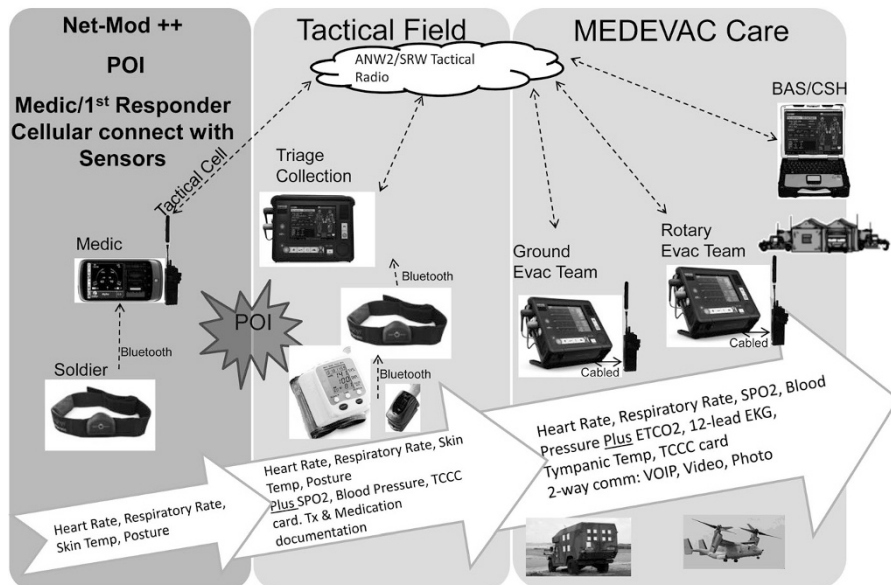 Net-Mod ++
POI
Medic/1st Responder
Cellular connect with
Sensors
Tactical Cell
Medic
Bluetooth
Soldier
Heart Rate, Respiratory Rate,
Skin Temp, Posture
Tactical Field
ANW2/SRW Tactical
Radio
Triage
Collection
Bluetooth
POI
Bluetooth
Heart Rate, Respiratory Rate, Skin
Temp, Posture
Plus SPO2, Blood Pressure, TCCC
card. Tx & Medication
documentation
MEDEVAC Care
BAS/CSH
Ground
Evac Team
Cabled
Rotary
Evac Team
Cabled
Heart Rate, Respiratory Rate, SPO2, Blood
Pressure Plus ETCO2, 12-lead EKG,
Tympanic Temp, TCCC card
2-way comm: VOIP, Video, Photo